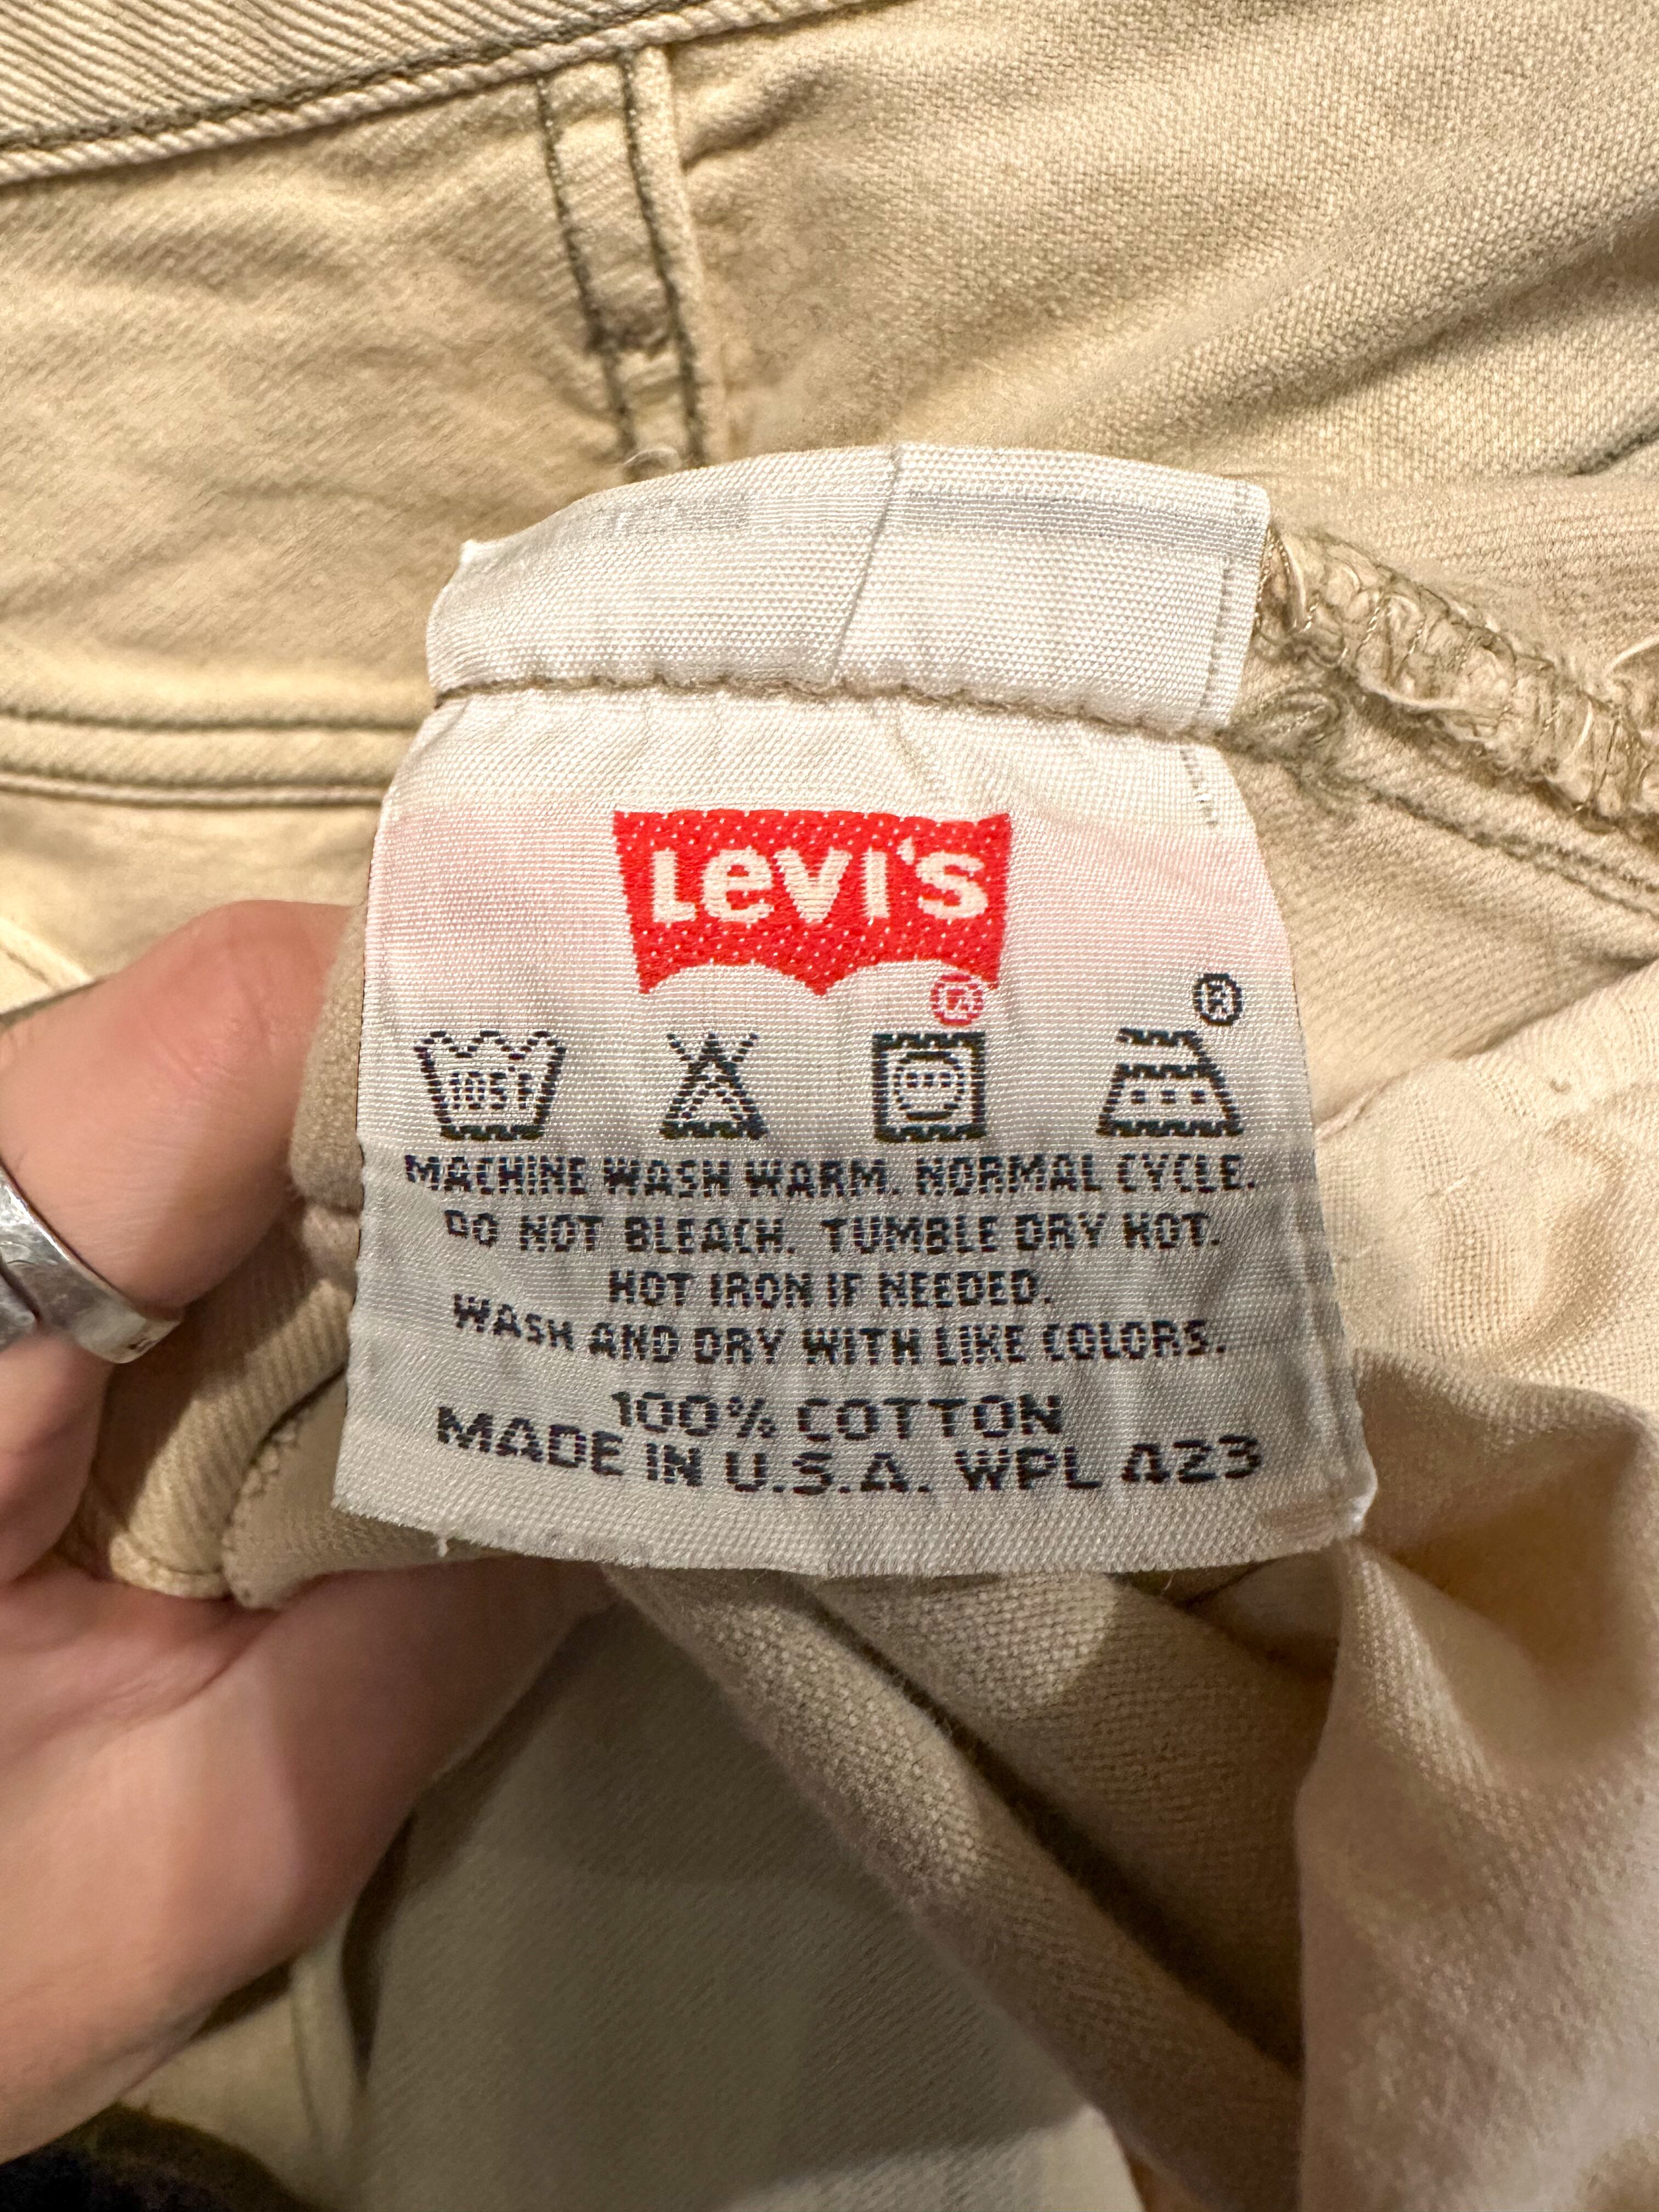 LEVI'S
®
®
105F
MACHINE WASH WARM. NORMAL CYCLE.
DO NOT BLEACH. TUMBLE DRY HOT.
HOT IRON IF NEEDED.
WASH AND DRY WITH LIKE COLORS.
100% COTTON
MADE IN U.S.A. WPL 423